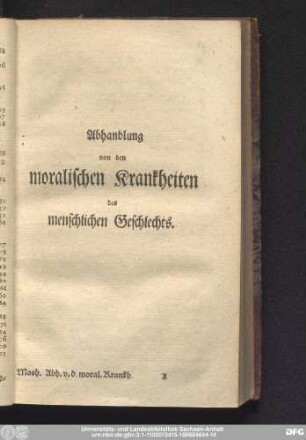 Abhandlung
von den
moralischen Krankheiten
des
menschlichen Geschlechts.
Mosh. Abh. v. d. moral. Krankh. A
Universitäts- und Landesbibliothek Sachsen-Anhalt
DFG